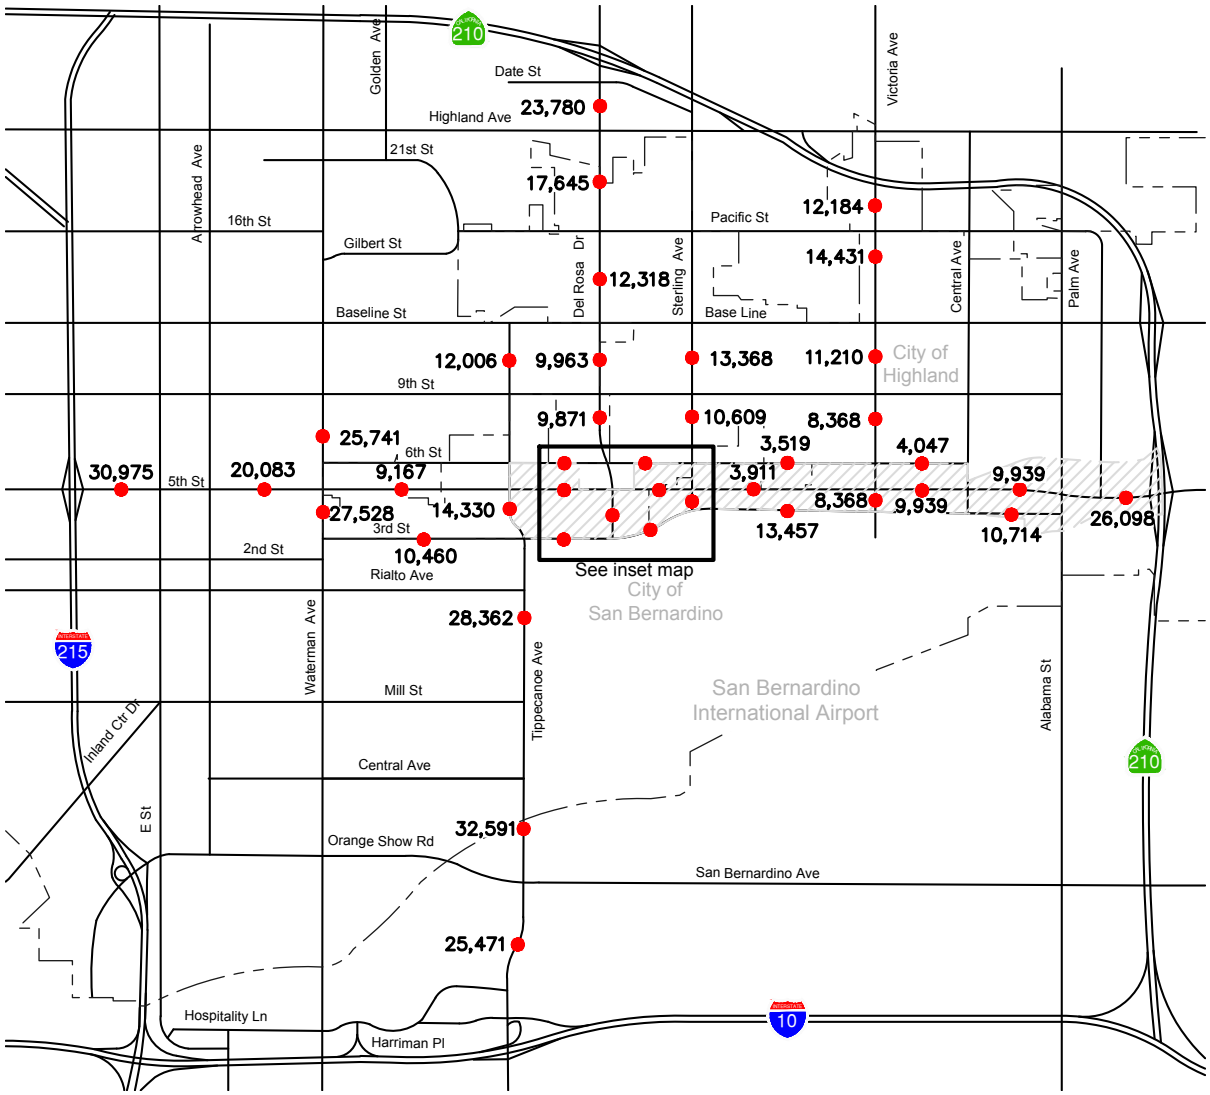 CALIFORNIA
210
Golden Ave
Victoria Ave
Date St
23,780
Highland Ave
21st St
Arrowhead Ave
17,645
12,184
16th St
Pacific St
Gilbert St
Del Rosa Dr
Sterling Ave
14,431
Central Ave
Palm Ave
12,318
Baseline St
Base Line
12,006
9,963
13,368
11,210
City of
Highland
9th St
9,871
10,609
8,368
25,741
6th St
3,519
4,047
30,975
20,083
9,167
3,911
9,939
5th St
27,528
14,330
8,368
9,939
26,098
3rd St
13,457
10,714
2nd St
10,460
See inset map
Rialto Ave
City of
San Bernardino
Waterman Ave
28,362
INTERSTATE
215
Tippecanoe Ave
Alabama St
Mill St
San Bernardino
International Airport
Inland Ctr Dr
Central Ave
CALIFORNIA
210
E St
32,591
Orange Show Rd
San Bernardino Ave
25,471
Hospitality Ln
INTERSTATE
10
Harriman Pl